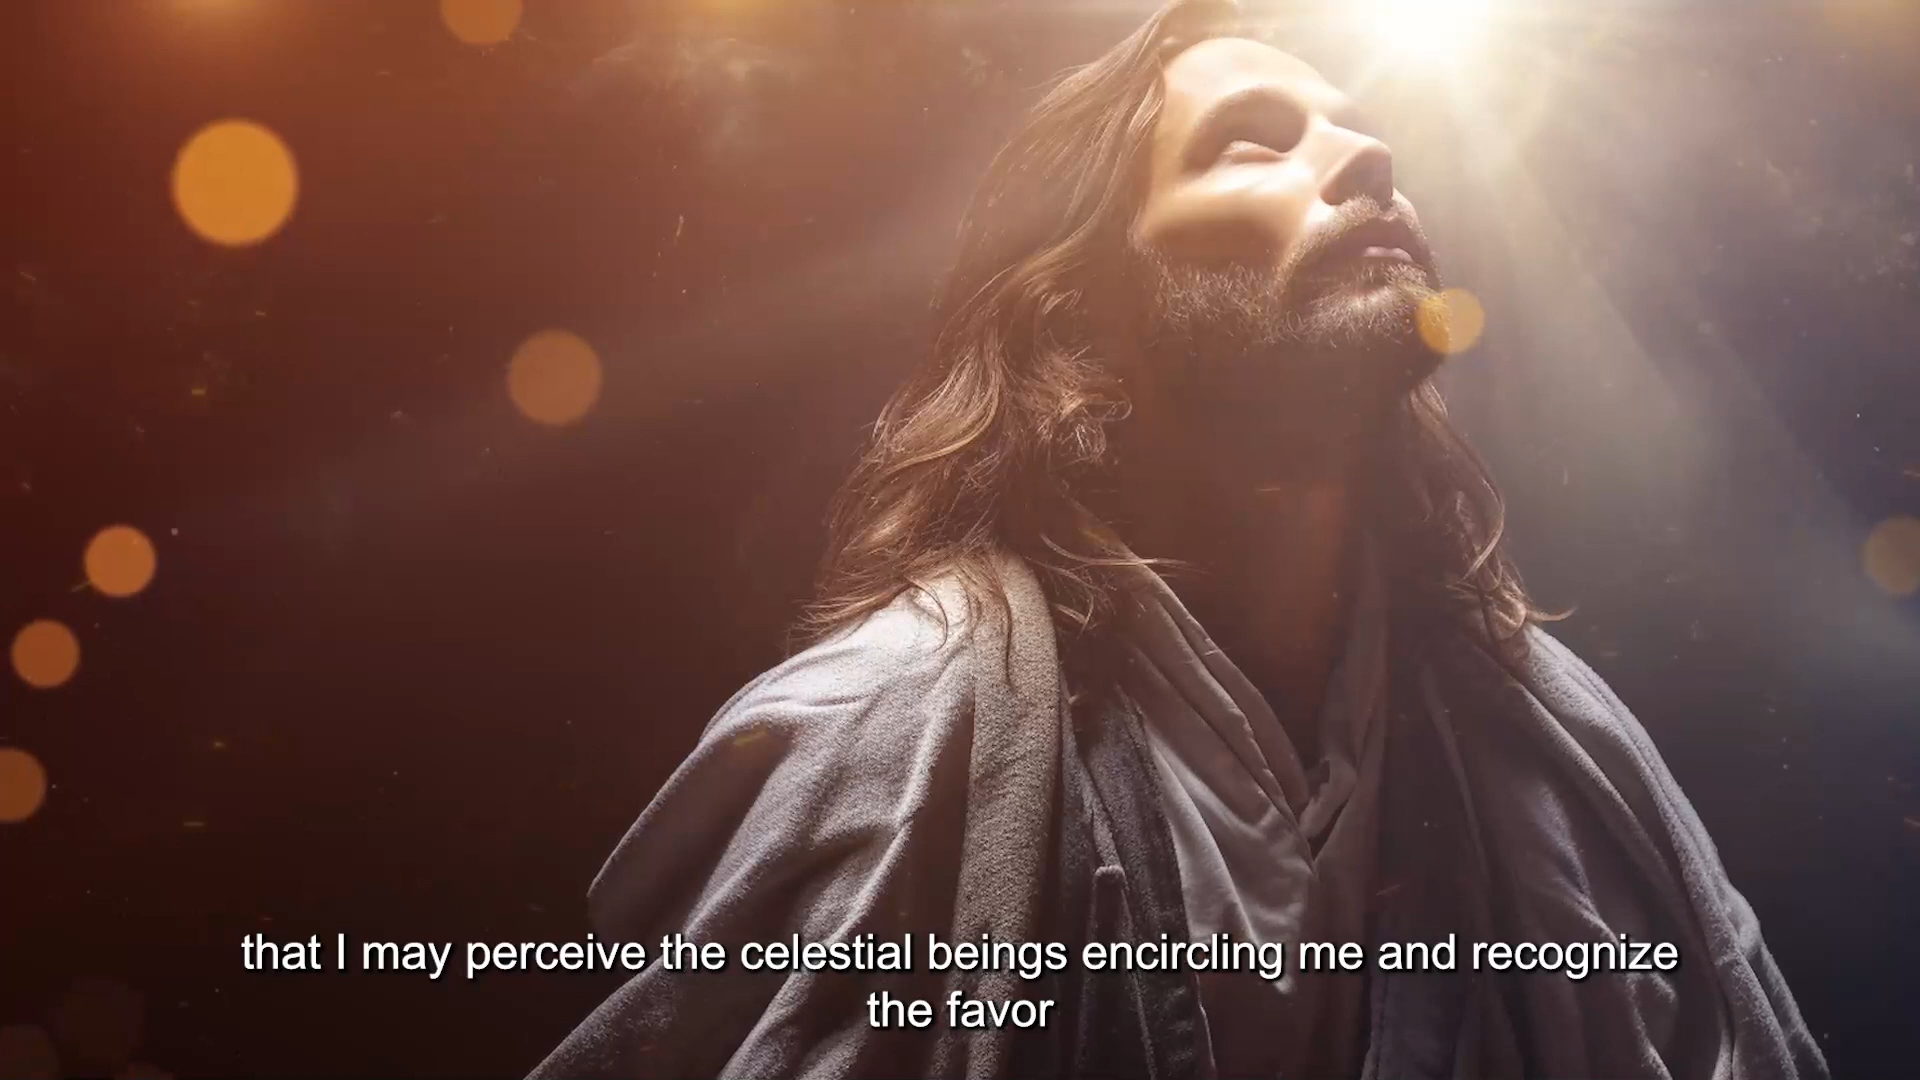 that I may perceive the celestial beings encircling me and recognize
the favor